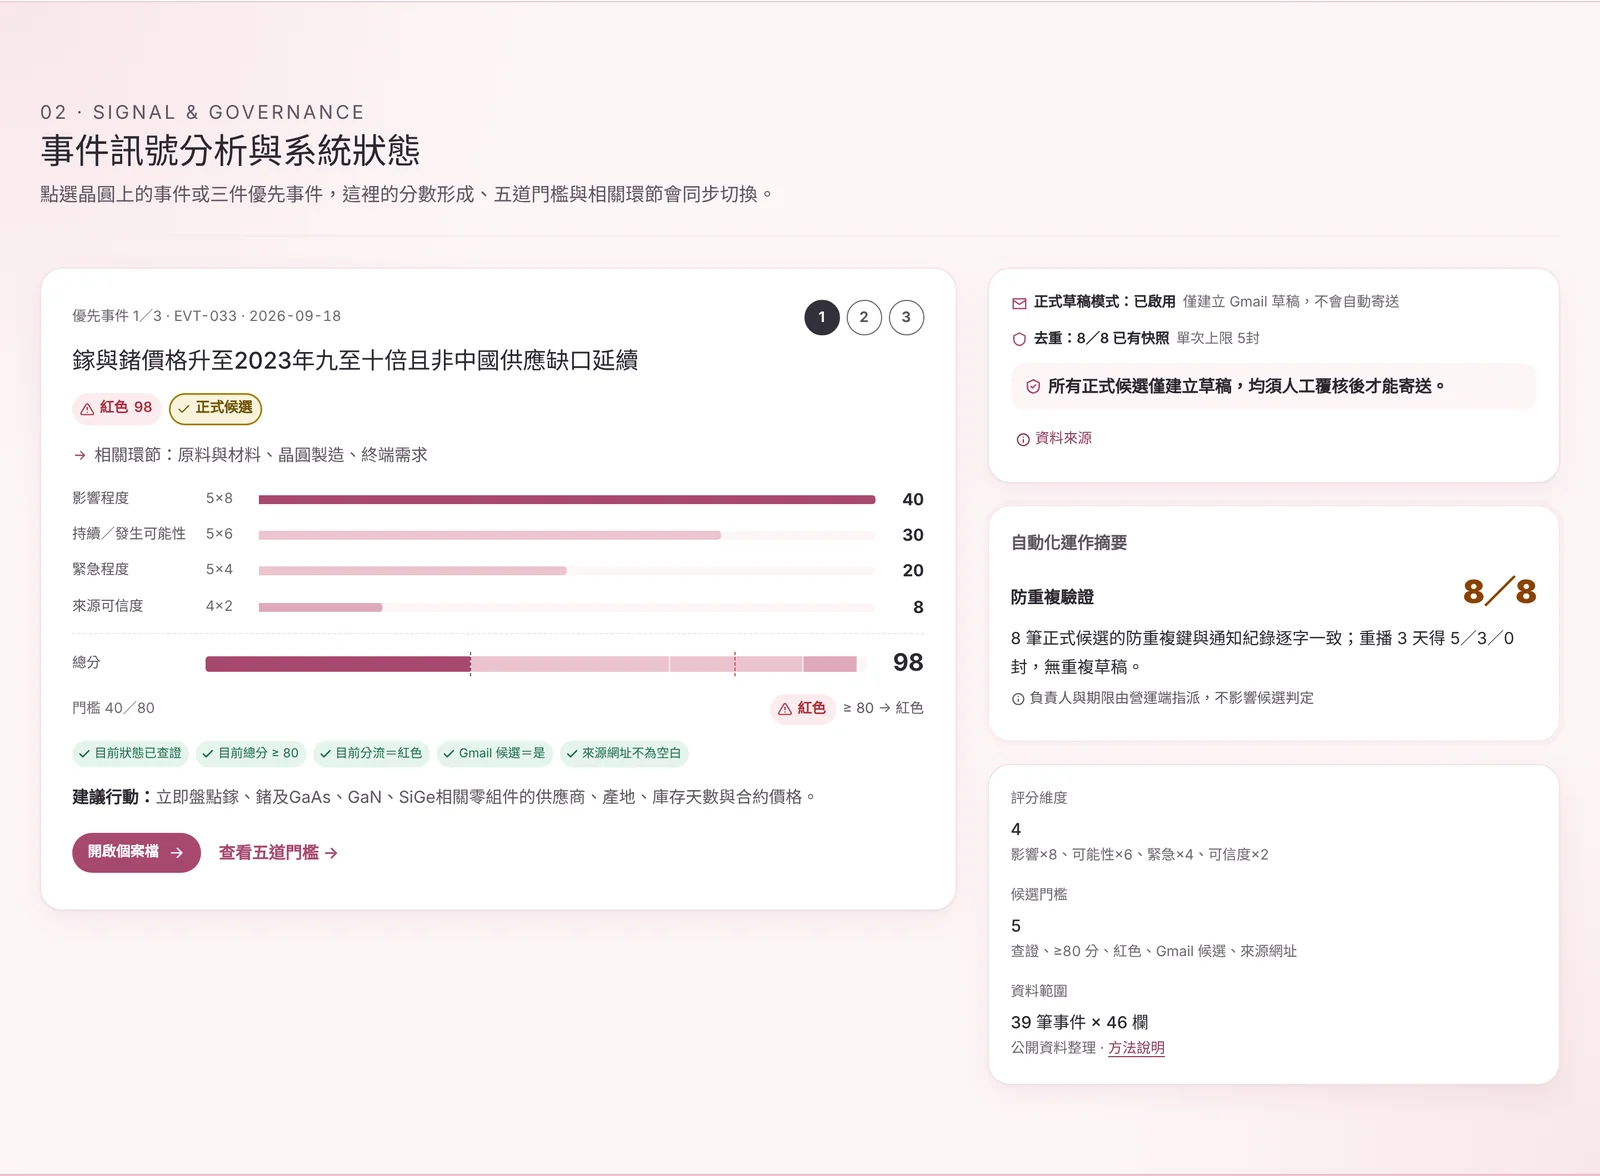 02 · SIGNAL & GOVERNANCE
事件訊號分析與系統狀態
點選晶圓上的事件或三件優先事件，這裡的分數形成、五道門檻與相關環節會同步切換。
優先事件 1／3 · EVT-033 · 2026-09-18
1 2 3
鎵與鍺價格升至2023年九至十倍且非中國供應缺口延續
紅色 98 正式候選
→ 相關環節：原料與材料、晶圓製造、終端需求
影響程度 5×8 40
持續／發生可能性 5×6 30
緊急程度 5×4 20
來源可信度 4×2 8
總分 98
門檻 40／80 紅色 ≥ 80 → 紅色
目前狀態已查證 目前總分 ≥ 80 目前分流＝紅色 Gmail 候選＝是 來源網址不為空白
建議行動：立即盤點鎵、鍺及GaAs、GaN、SiGe相關零組件的供應商、產地、庫存天數與合約價格。
開啟個案檔 → 查看五道門檻 →
正式草稿模式：已啟用 僅建立 Gmail 草稿，不會自動寄送
去重：8／8 已有快照 單次上限 5封
所有正式候選僅建立草稿，均須人工覆核後才能寄送。
資料來源
自動化運作摘要
防重複驗證 8／8
8 筆正式候選的防重複鍵與通知紀錄逐字一致；重播 3 天得 5／3／0
封，無重複草稿。
負責人與期限由營運端指派，不影響候選判定
評分維度
4
影響×8、可能性×6、緊急×4、可信度×2
候選門檻
5
查證、≥80 分、紅色、Gmail 候選、來源網址
資料範圍
39 筆事件 × 46 欄
公開資料整理 · 方法說明